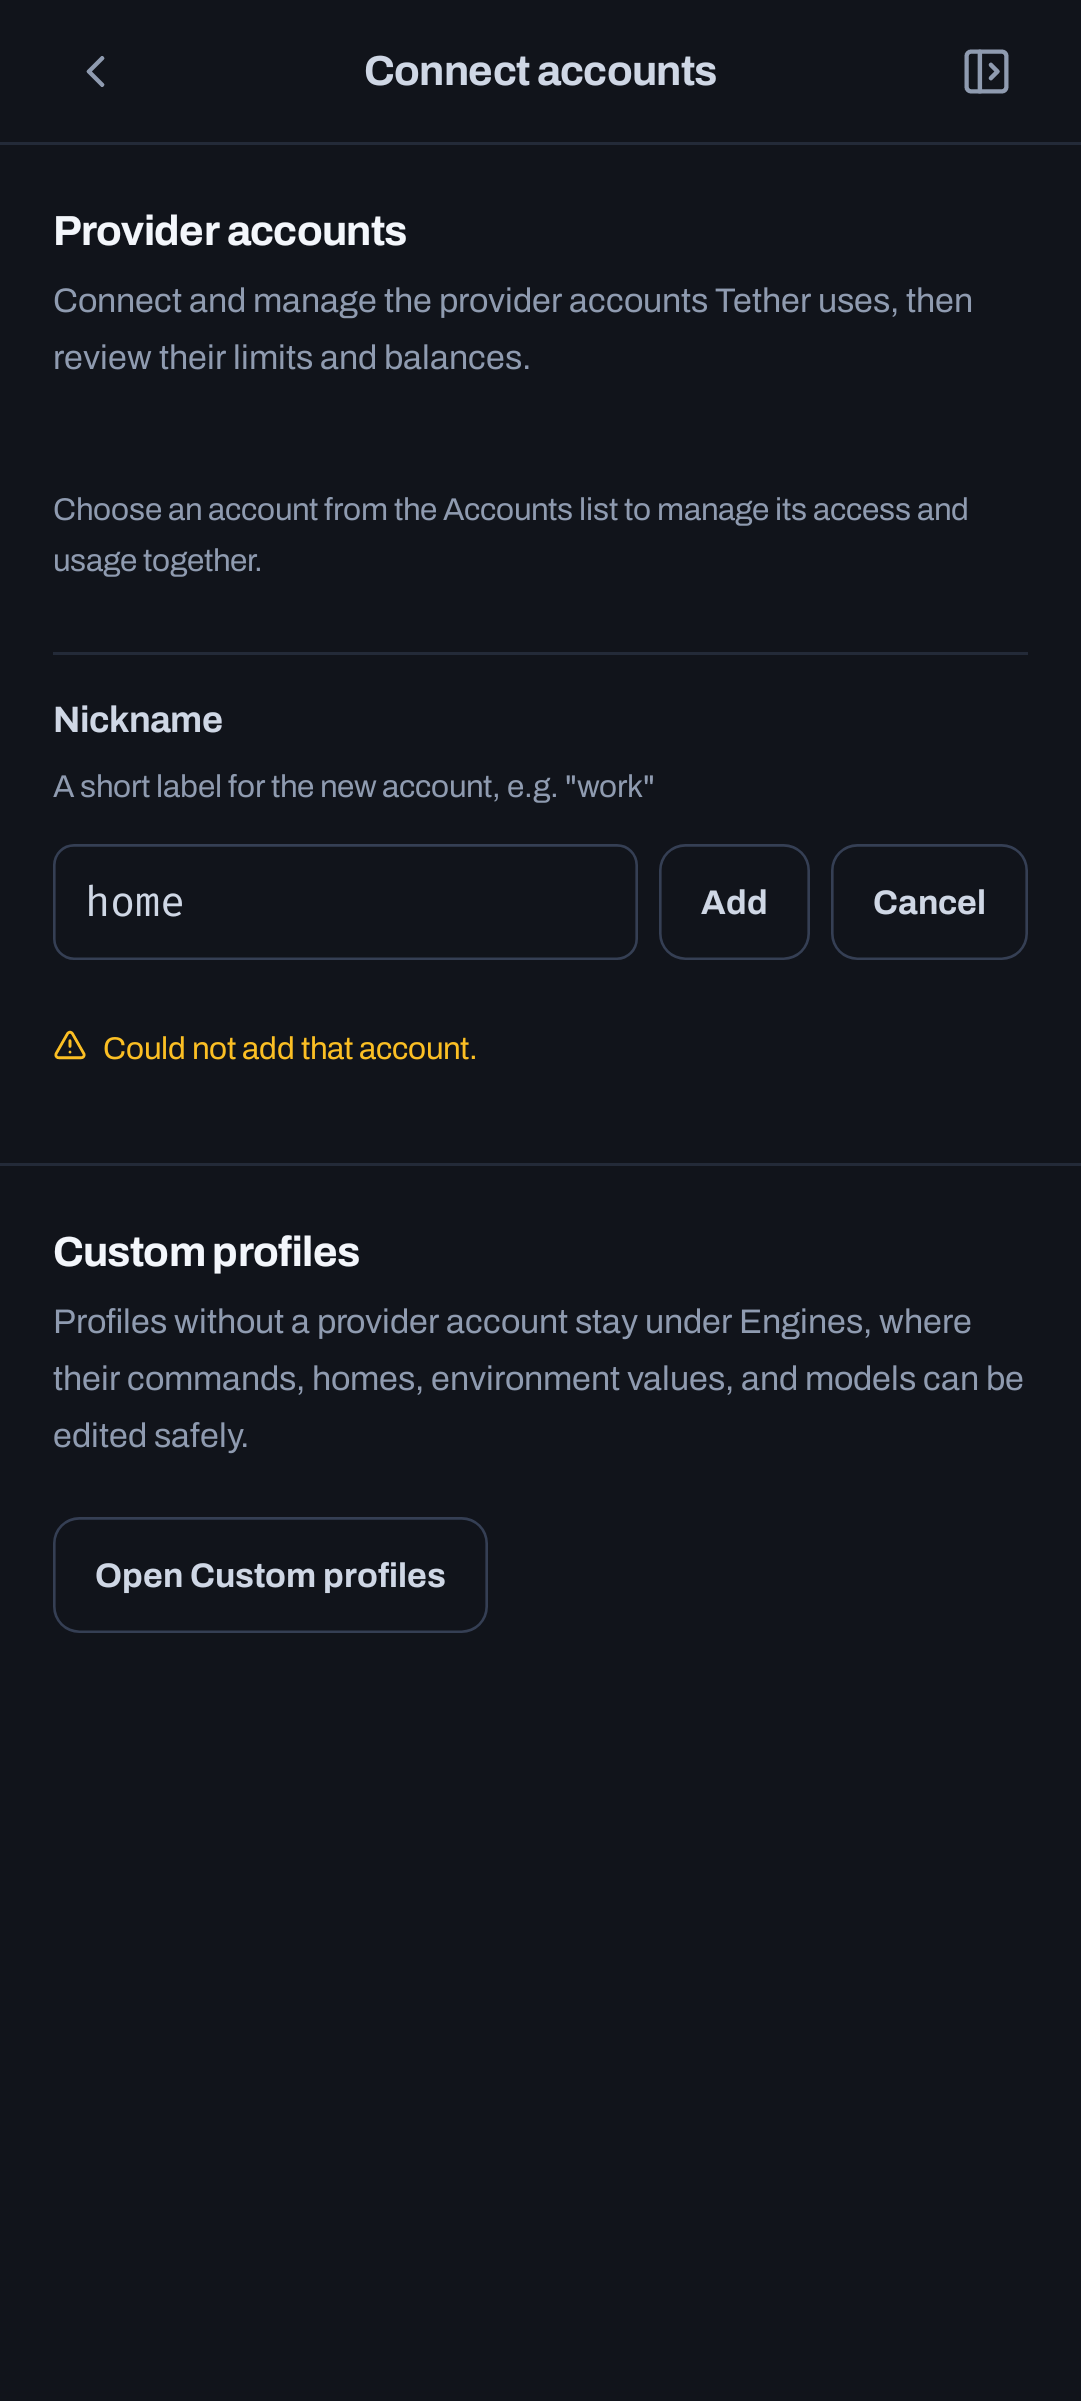 Connect accounts
Provider accounts
Connect and manage the provider accounts Tether uses, then
review their limits and balances.
Choose an account from the Accounts list to manage its access and
usage together.
Nickname
A short label for the new account, e.g. "work"
home
Add
Cancel
Could not add that account.
Custom profiles
Profiles without a provider account stay under Engines, where
their commands, homes, environment values, and models can be
edited safely.
Open Custom profiles